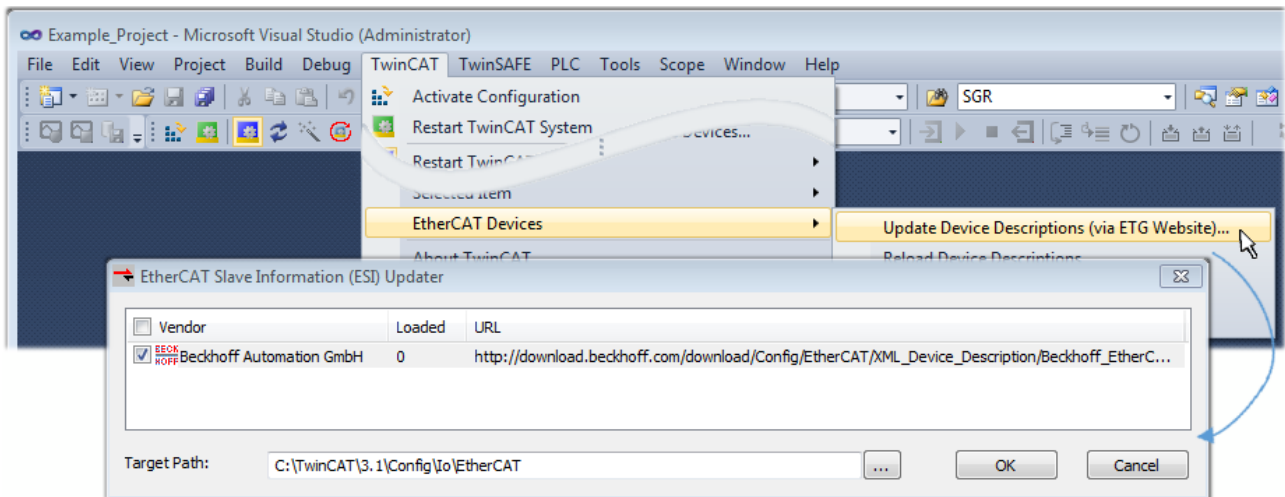 Example_Project - Microsoft Visual Studio (Administrator)
File Edit View Project Build Debug TwinCAT TwinSAFE PLC Tools Scope Window Help
Activate Configuration
SGR
Restart TwinCAT System
Devices...
Restart TwinCAT
Selected Item
EtherCAT Devices
Update Device Descriptions (via ETG Website)...
About TwinCAT
Reload Device Descriptions
EtherCAT Slave Information (ESI) Updater
Vendor Loaded URL
BECKHOFF Beckhoff Automation GmbH 0 http://download.beckhoff.com/download/Config/EtherCAT/XML_Device_Description/Beckhoff_EtherC...
Target Path: C:\TwinCAT\3.1\Config\Io\EtherCAT ... OK Cancel